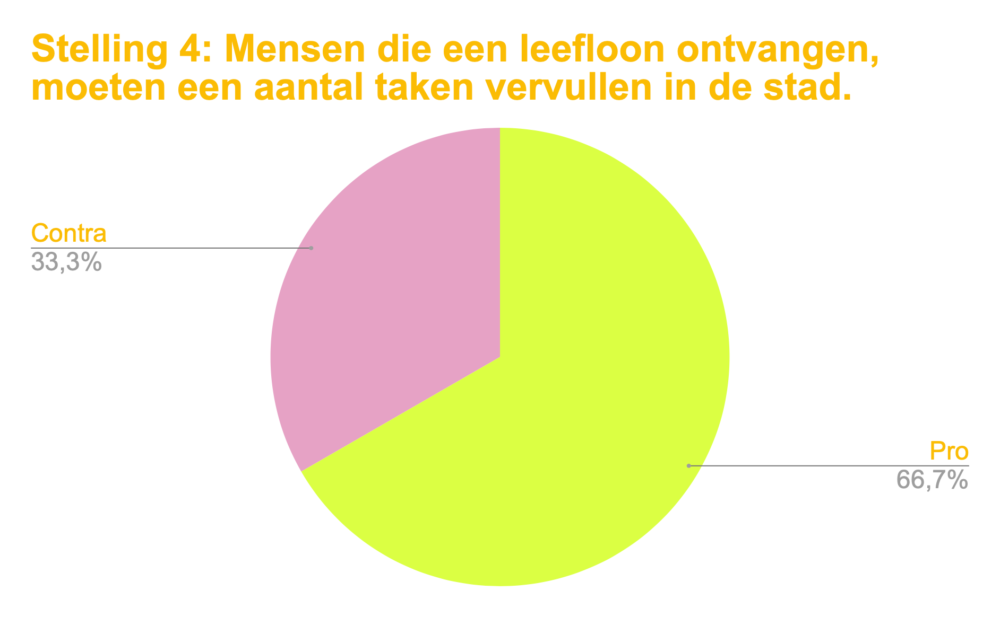 Stelling 4: Mensen die een leefloon ontvangen,
moeten een aantal taken vervullen in de stad.
Contra
33,3%
Pro
66,7%